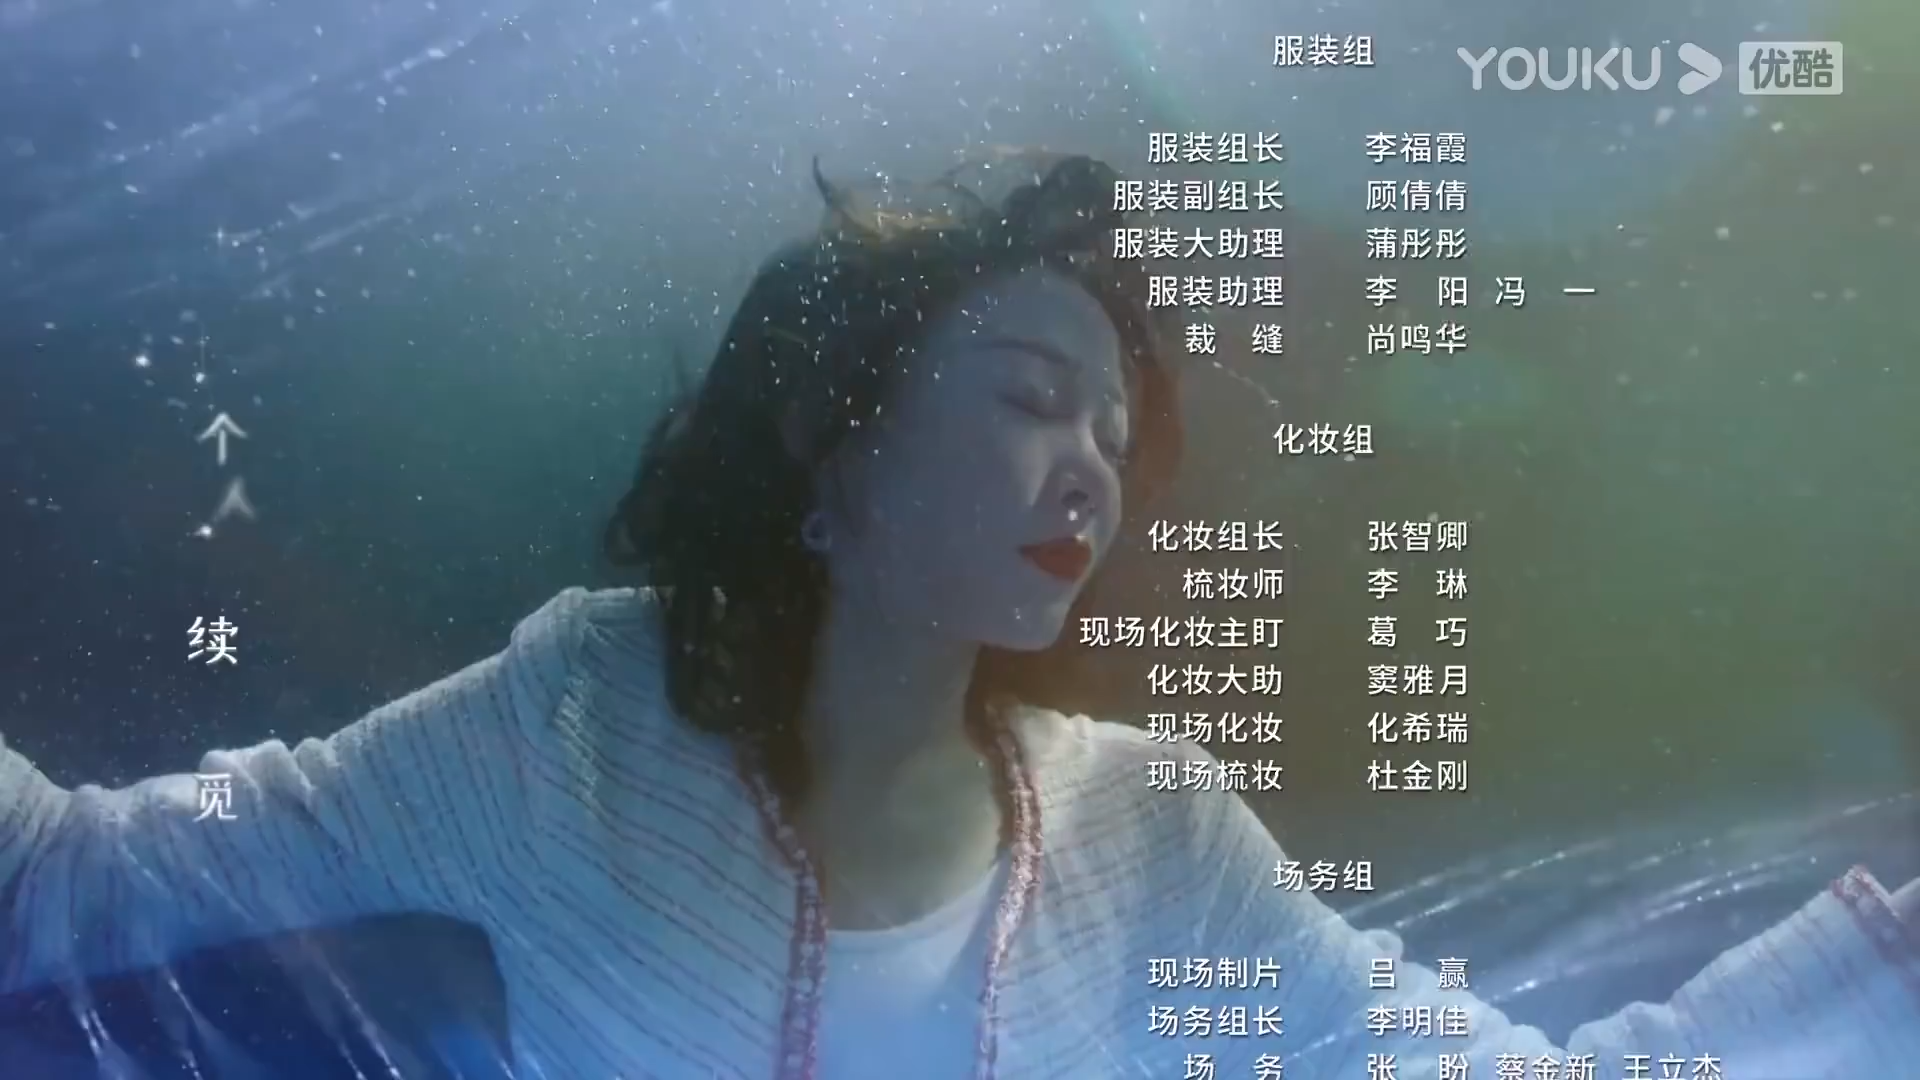 服装组
YOUKU 优酷
服装组长 李福霞
服装副组长 顾倩倩
服装大助理 蒲彤彤
服装助理 李 阳 冯 一
裁 缝 尚鸣华
化妆组
化妆组长 张智卿
梳妆师 李 琳
现场化妆主盯 葛 巧
化妆大助 窦雅月
现场化妆 化希瑞
现场梳妆 杜金刚
场务组
现场制片 吕 赢
场务组长 李明佳
场 务 张 盼 蔡金新 王立杰
个
人
续
觅